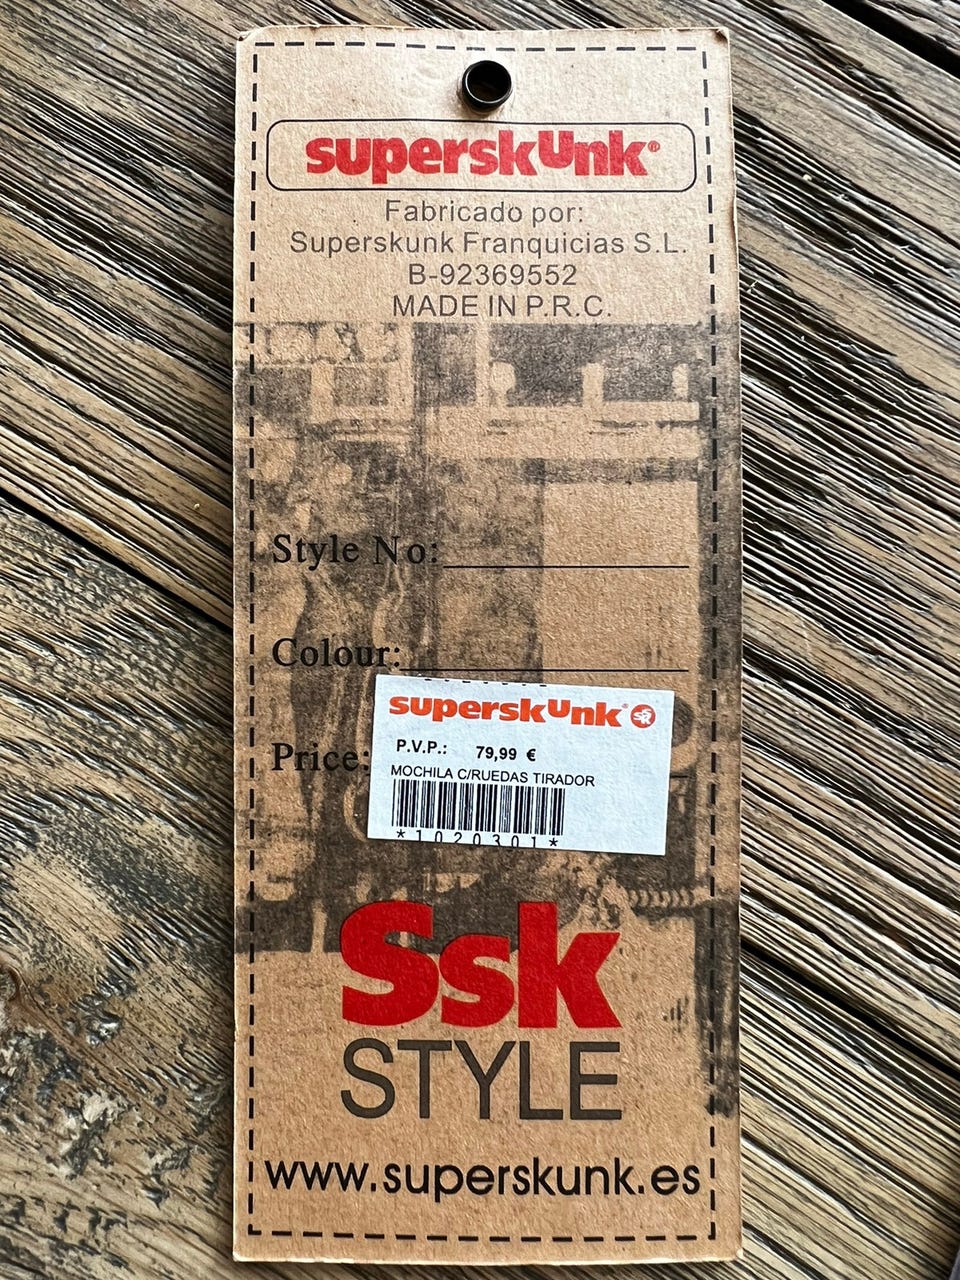 superskUnk®
Fabricado por:
Superskunk Franquicias S.L.
B-92369552
MADE IN P.R.C.
Style No:
Colour:
Price:
superskUnk® SSK
P.V.P.: 79,99 €
MOCHILA C/RUEDAS TIRADOR
*1020301*
Ssk
STYLE
www.superskunk.es